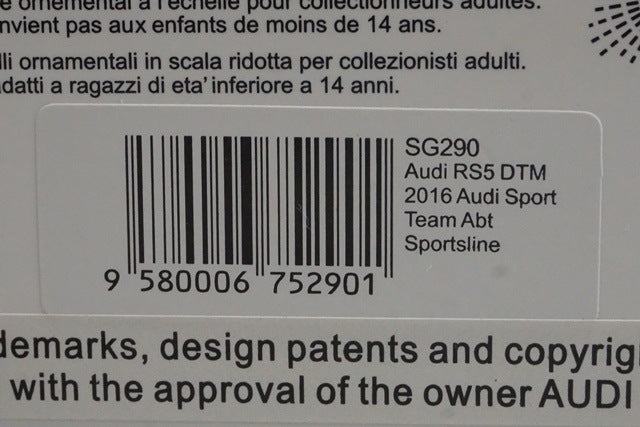 e ornemental à l'échelle pour collectionneurs adultes.
nvient pas aux enfants de moins de 14 ans.
lli ornamentali in scala ridotta per collezionisti adulti.
datti a ragazzi di eta' inferiore a 14 anni.
SG290
Audi RS5 DTM
2016 Audi Sport
Team Abt
Sportsline
9 580006 752901
demarks, design patents and copyrig
with the approval of the owner AUDI